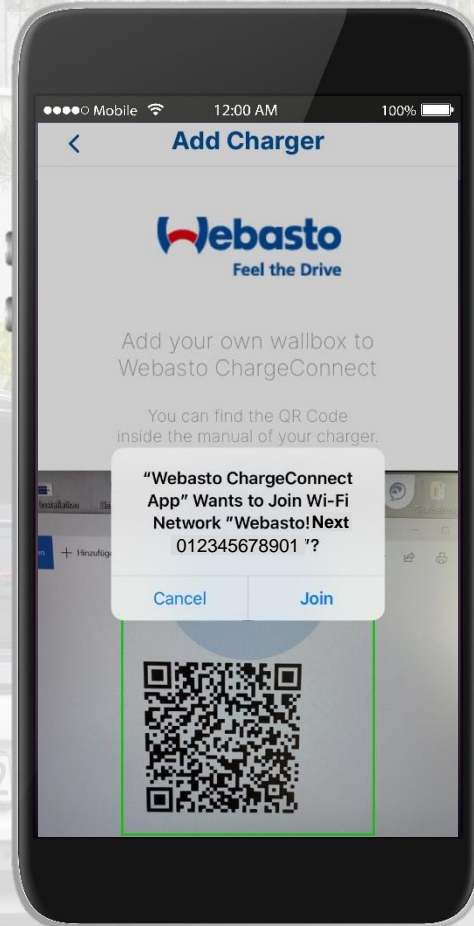 Mobile 12:00 AM 100%
Add Charger
Webasto
Feel the Drive
Add your own wallbox to
Webasto ChargeConnect
You can find the QR Code
inside the manual of your charger.
"Webasto ChargeConnect
App" Wants to Join Wi-Fi
Network "Webasto!Next
012345678901 "?
+ Hinzufüge
Cancel Join